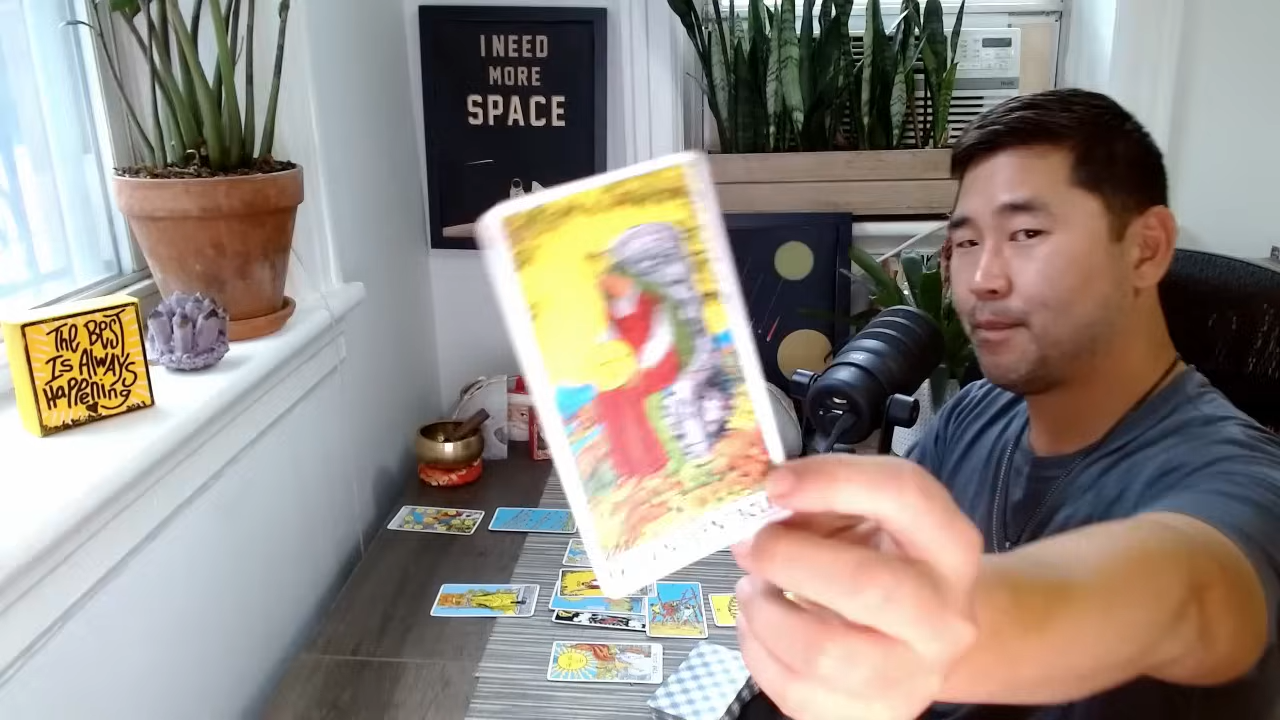 I NEED
MORE
SPACE
The BesT
Is Always
Happening